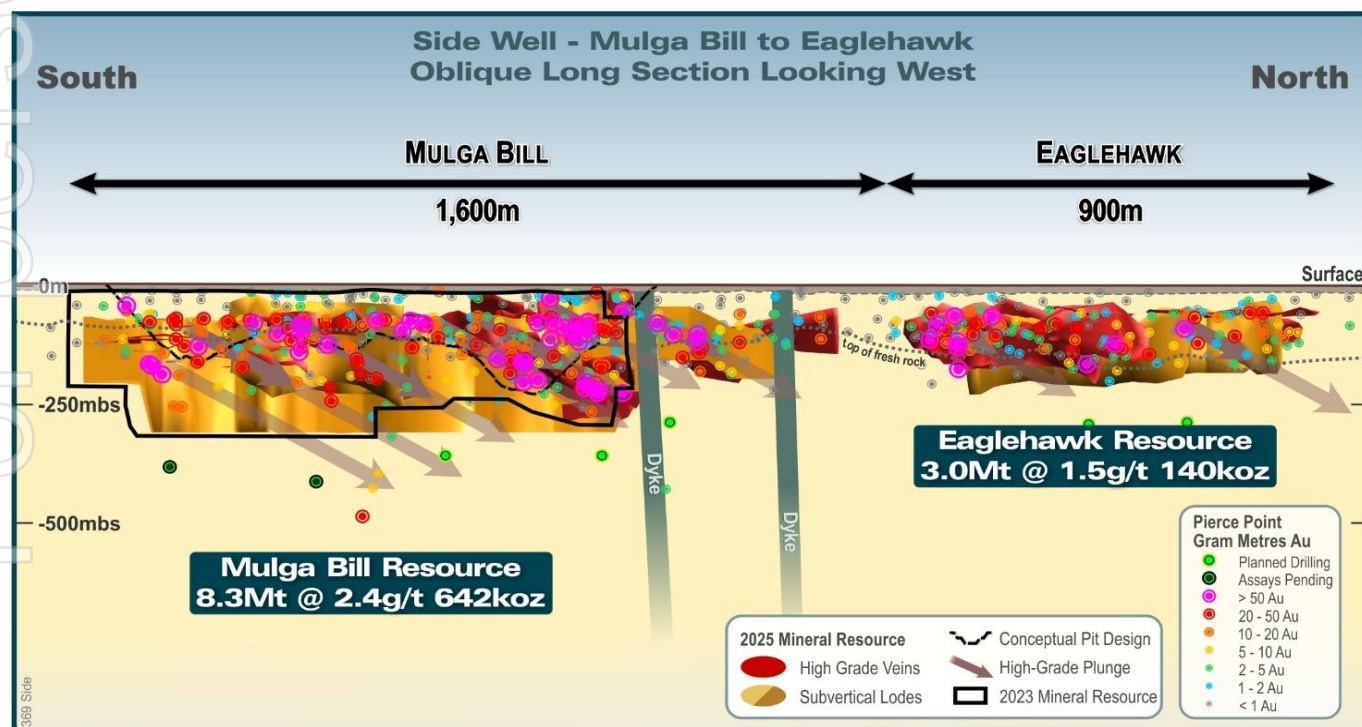 Side Well - Mulga Bill to Eaglehawk
Oblique Long Section Looking West
South
North
MULGA BILL
EAGLEHAWK
1,600m
900m
Surface
0m
top of fresh rock
-250mbs
Dyke
Dyke
Eaglehawk Resource
3.0Mt @ 1.5g/t 140koz
-500mbs
Mulga Bill Resource
8.3Mt @ 2.4g/t 642koz
2025 Mineral Resource
High Grade Veins
Subvertical Lodes
Conceptual Pit Design
High-Grade Plunge
2023 Mineral Resource
Pierce Point
Gram Metres Au
Planned Drilling
Assays Pending
> 50 Au
20 - 50 Au
10 - 20 Au
5 - 10 Au
2 - 5 Au
1 - 2 Au
< 1 Au
369 Side